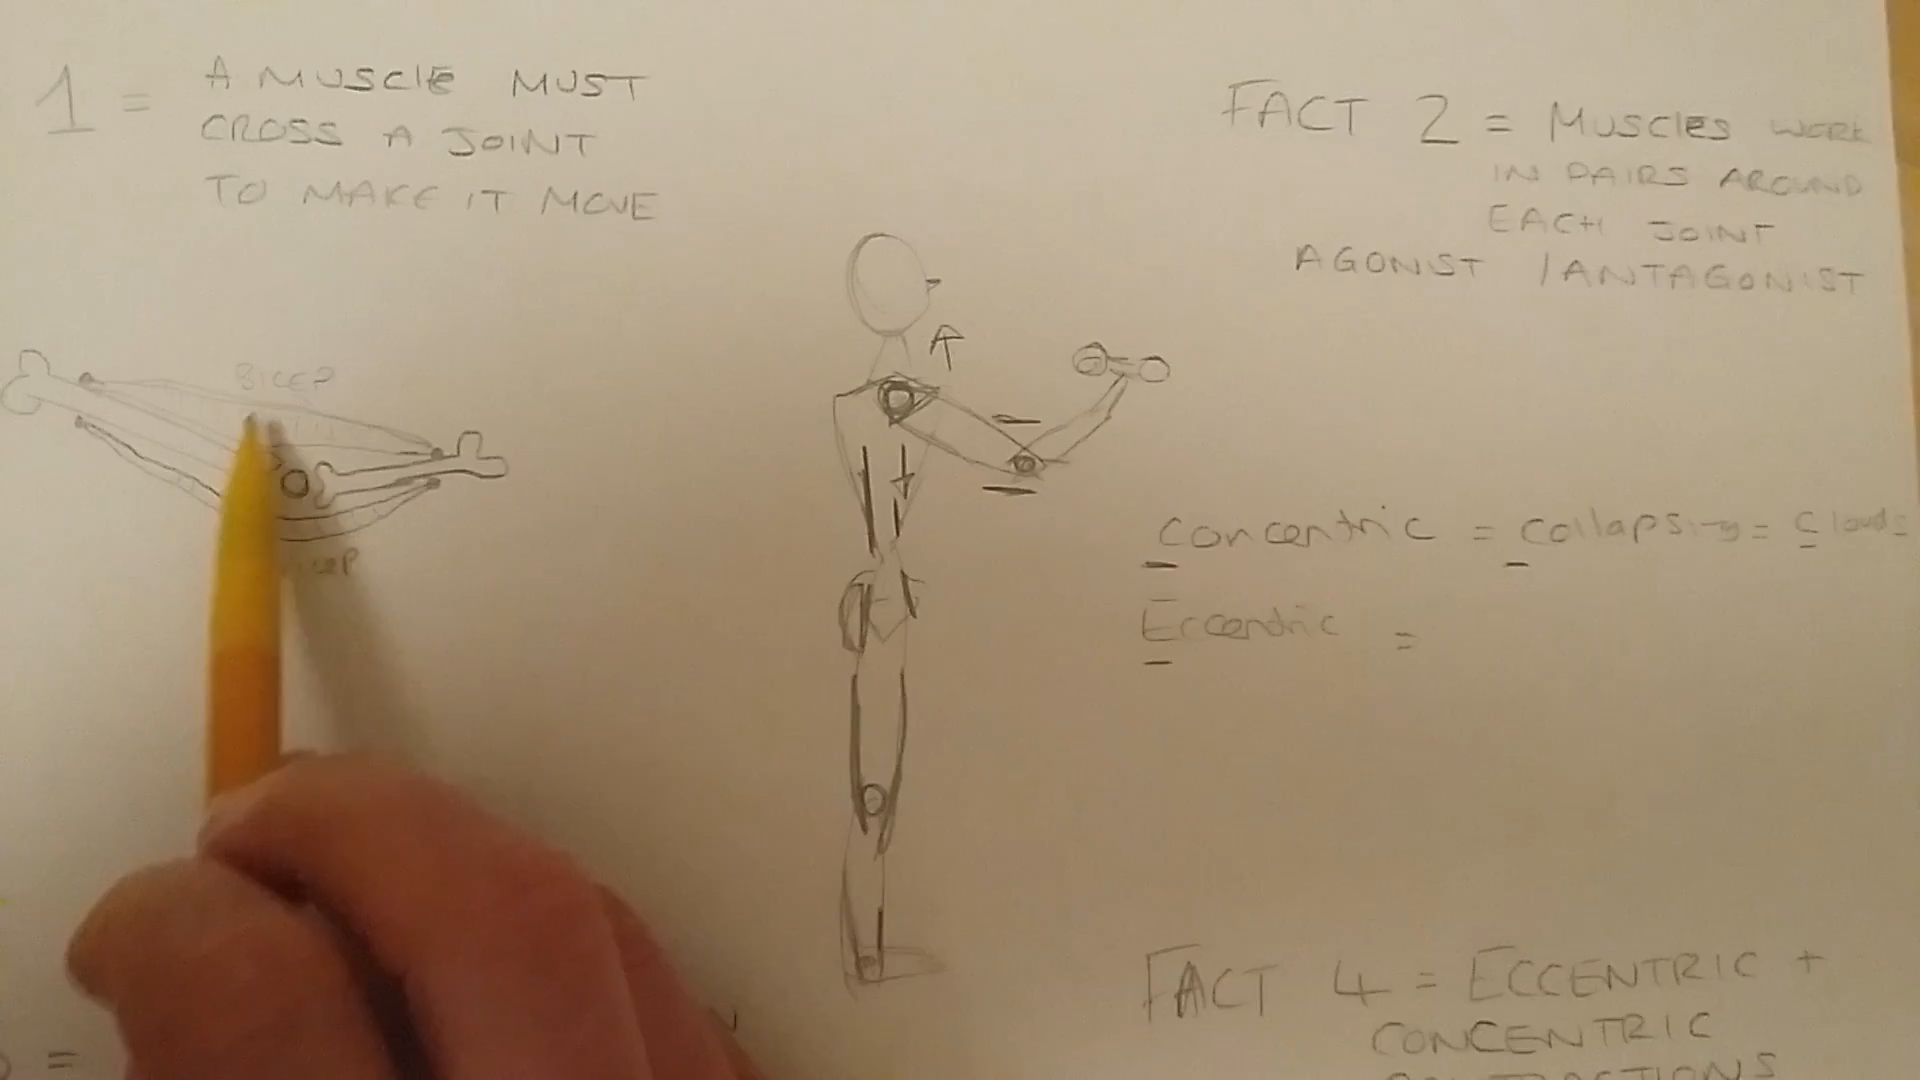 1 = A MUSCLE MUST
CROSS A JOINT
TO MAKE IT MOVE
FACT 2 = MUSCLES WORK
IN PAIRS AROUND
EACH JOINT
AGONIST / ANTAGONIST
BICEP
Concentric = collapsing =
Eccentric =
FACT 4 = ECCENTRIC +
CONCENTRIC